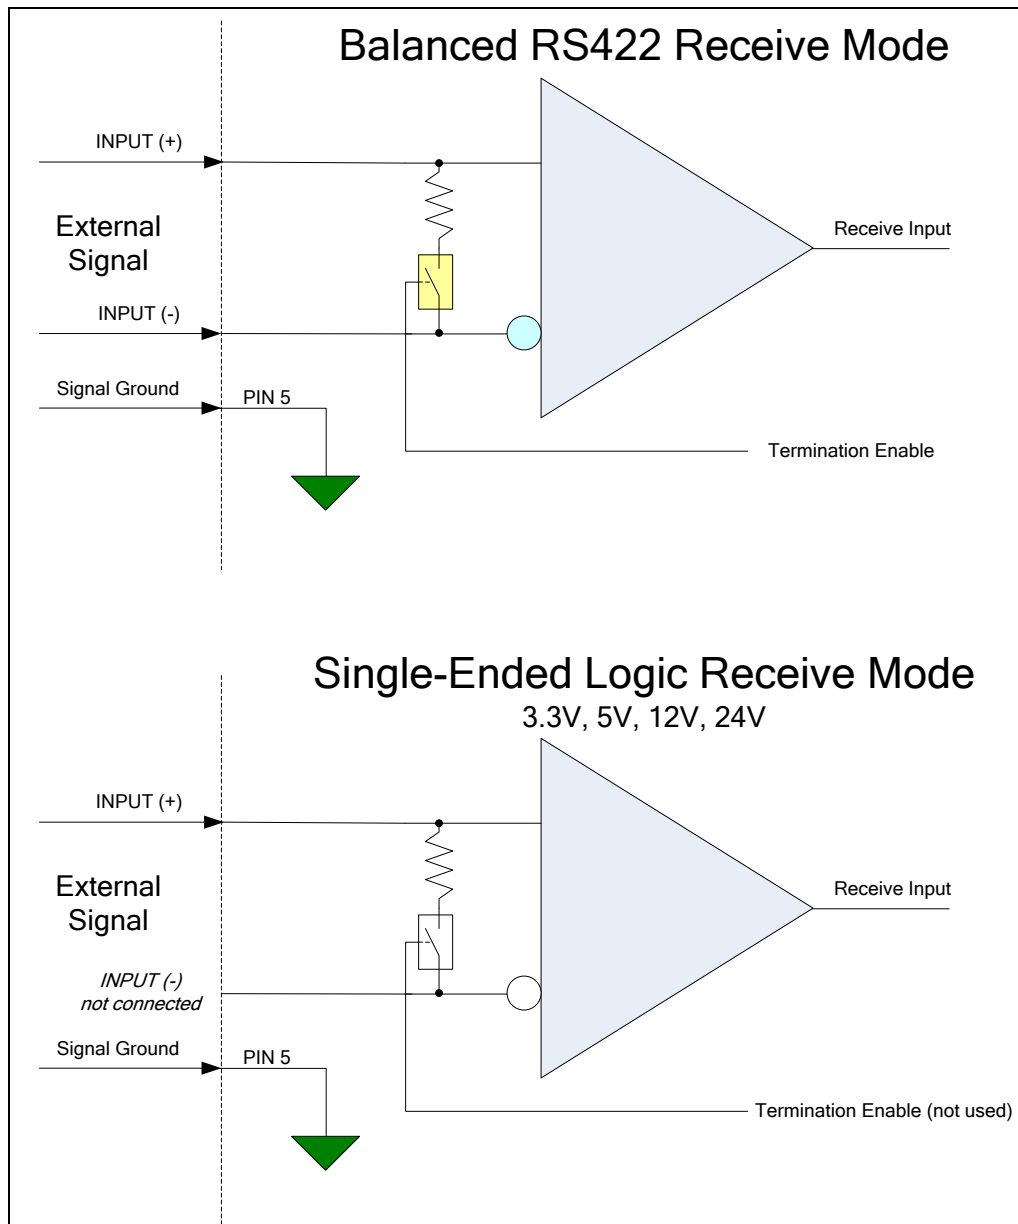 Balanced RS422 Receive Mode
INPUT (+)
External
Signal
Receive Input
INPUT (-)
Signal Ground
PIN 5
Termination Enable
Single-Ended Logic Receive Mode
3.3V, 5V, 12V, 24V
INPUT (+)
External
Signal
Receive Input
INPUT (-)
not connected
Signal Ground
PIN 5
Termination Enable (not used)